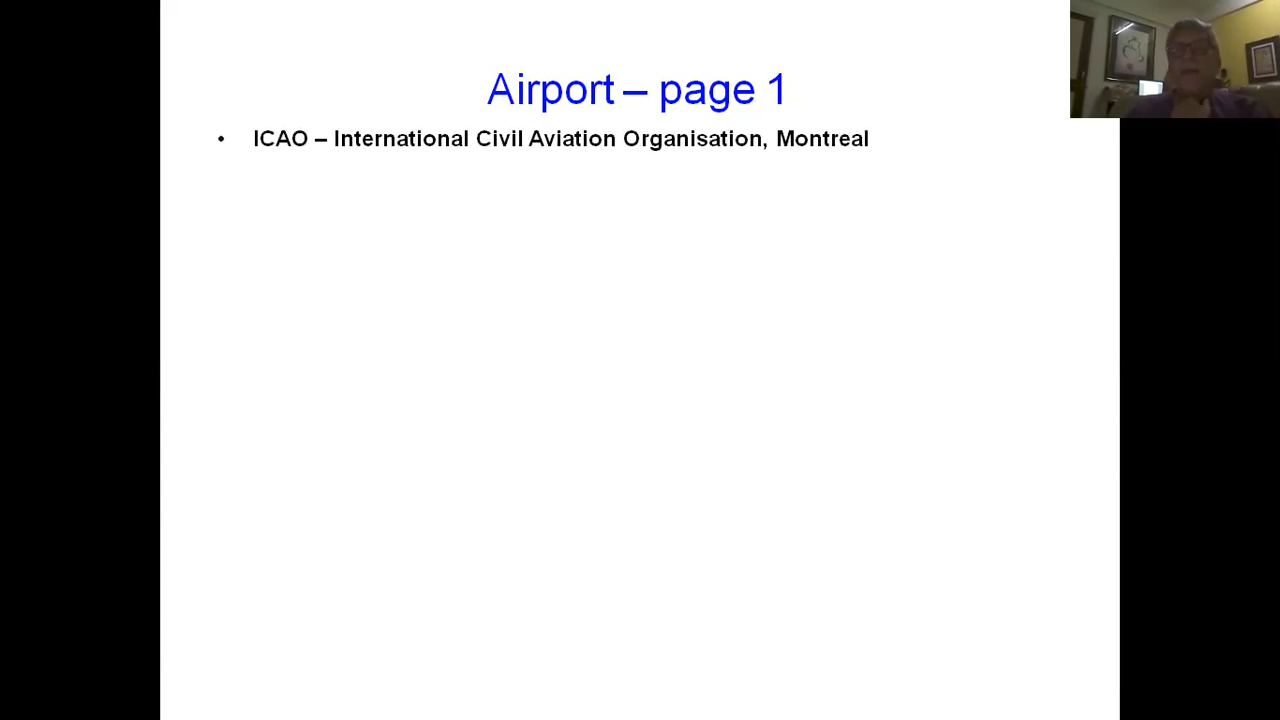 Airport – page 1
• ICAO – International Civil Aviation Organisation, Montreal